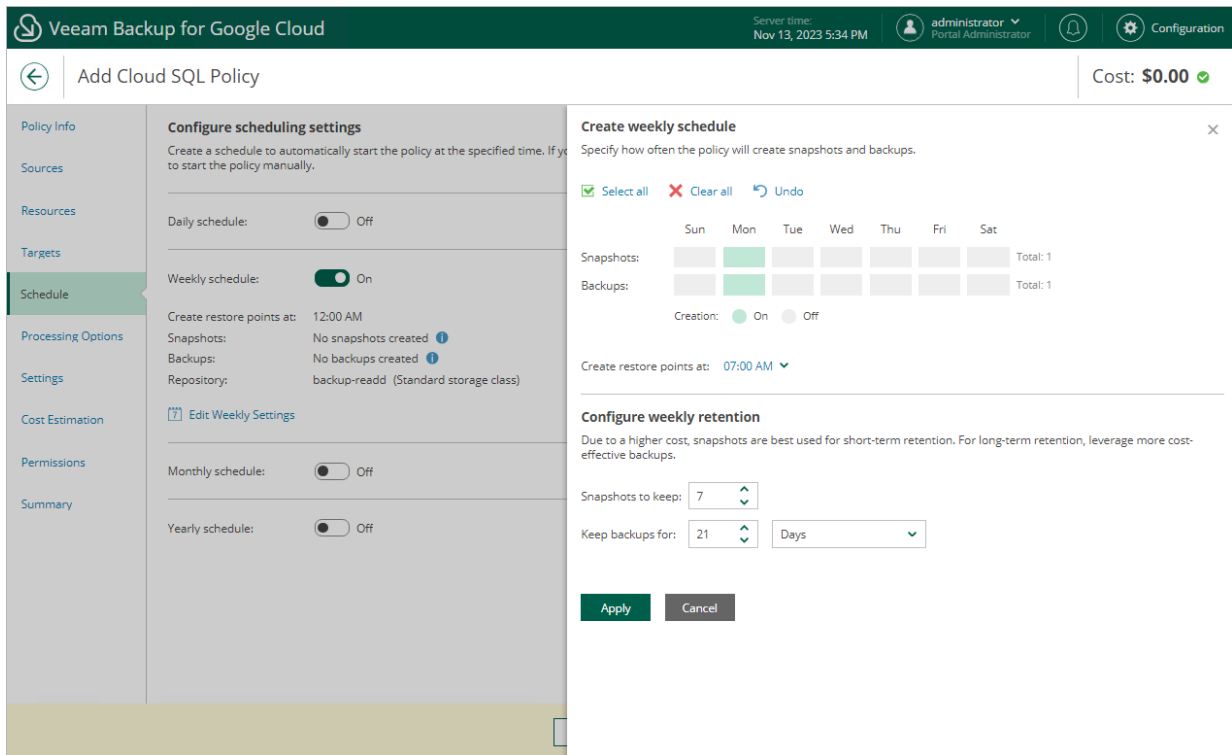 Veeam Backup for Google Cloud
Server time:
Nov 13, 2023 5:34 PM
administrator
Portal Administrator
Configuration
Add Cloud SQL Policy
Cost: $0.00
Policy Info
Sources
Resources
Targets
Schedule
Processing Options
Settings
Cost Estimation
Permissions
Summary
Configure scheduling settings
Create a schedule to automatically start the policy at the specified time. If yo
to start the policy manually.
Daily schedule: Off
Weekly schedule: On
Create restore points at: 12:00 AM
Snapshots: No snapshots created
Backups: No backups created
Repository: backup-readd (Standard storage class)
7 Edit Weekly Settings
Monthly schedule: Off
Yearly schedule: Off
Create weekly schedule
Specify how often the policy will create snapshots and backups.
Select all Clear all Undo
Sun Mon Tue Wed Thu Fri Sat
Snapshots: Total: 1
Backups: Total: 1
Creation: On Off
Create restore points at: 07:00 AM
Configure weekly retention
Due to a higher cost, snapshots are best used for short-term retention. For long-term retention, leverage more cost-
effective backups.
Snapshots to keep: 7
Keep backups for: 21 Days
Apply Cancel